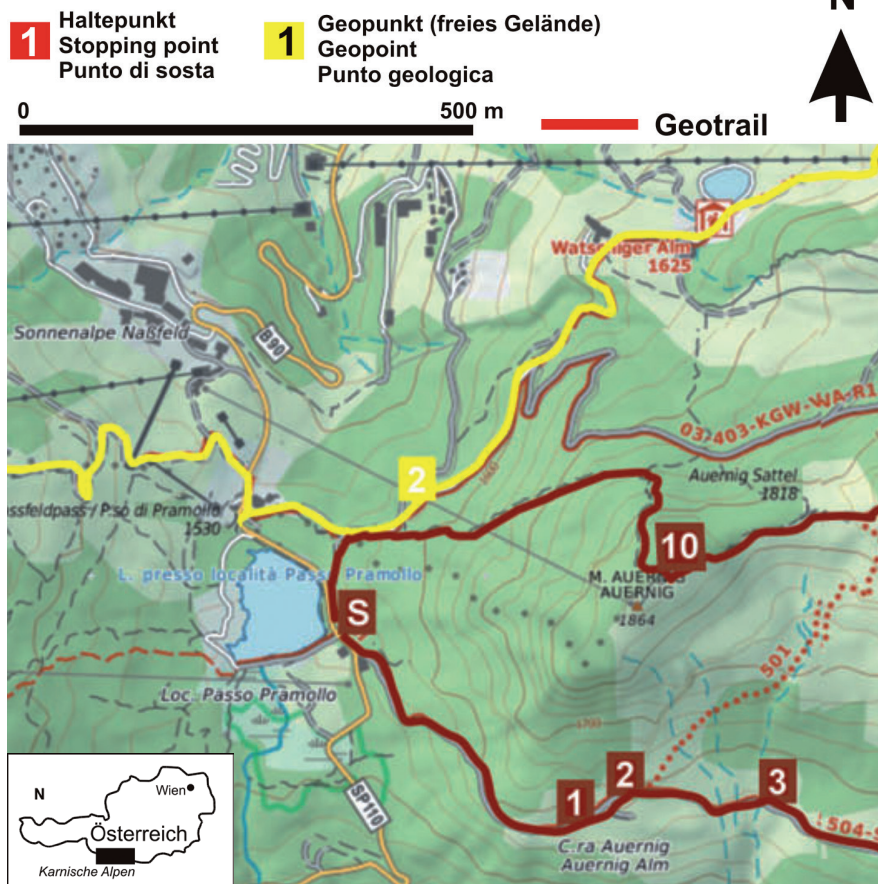 N
1
Haltepunkt
Stopping point
Punto di sosta
1
Geopunkt (freies Gelände)
Geopoint
Punto geologica
0
500 m
Geotrail
Watschiger Alm
1625
Sonnenalpe Naßfeld
B90
03-403-KGW-WA-R1
2
1600
Auernig Sattel
1818
assfeldpass / P.so di Pramollo
1530
10
L. presso località Passo Pramollo
M. AUERNIG
AUERNIG
1864
S
501
Loc. Passo Pramollo
1700
SP110
1
2
3
504-S
C.ra Auernig
Auernig Alm
N
Wien
Österreich
Karnische Alpen